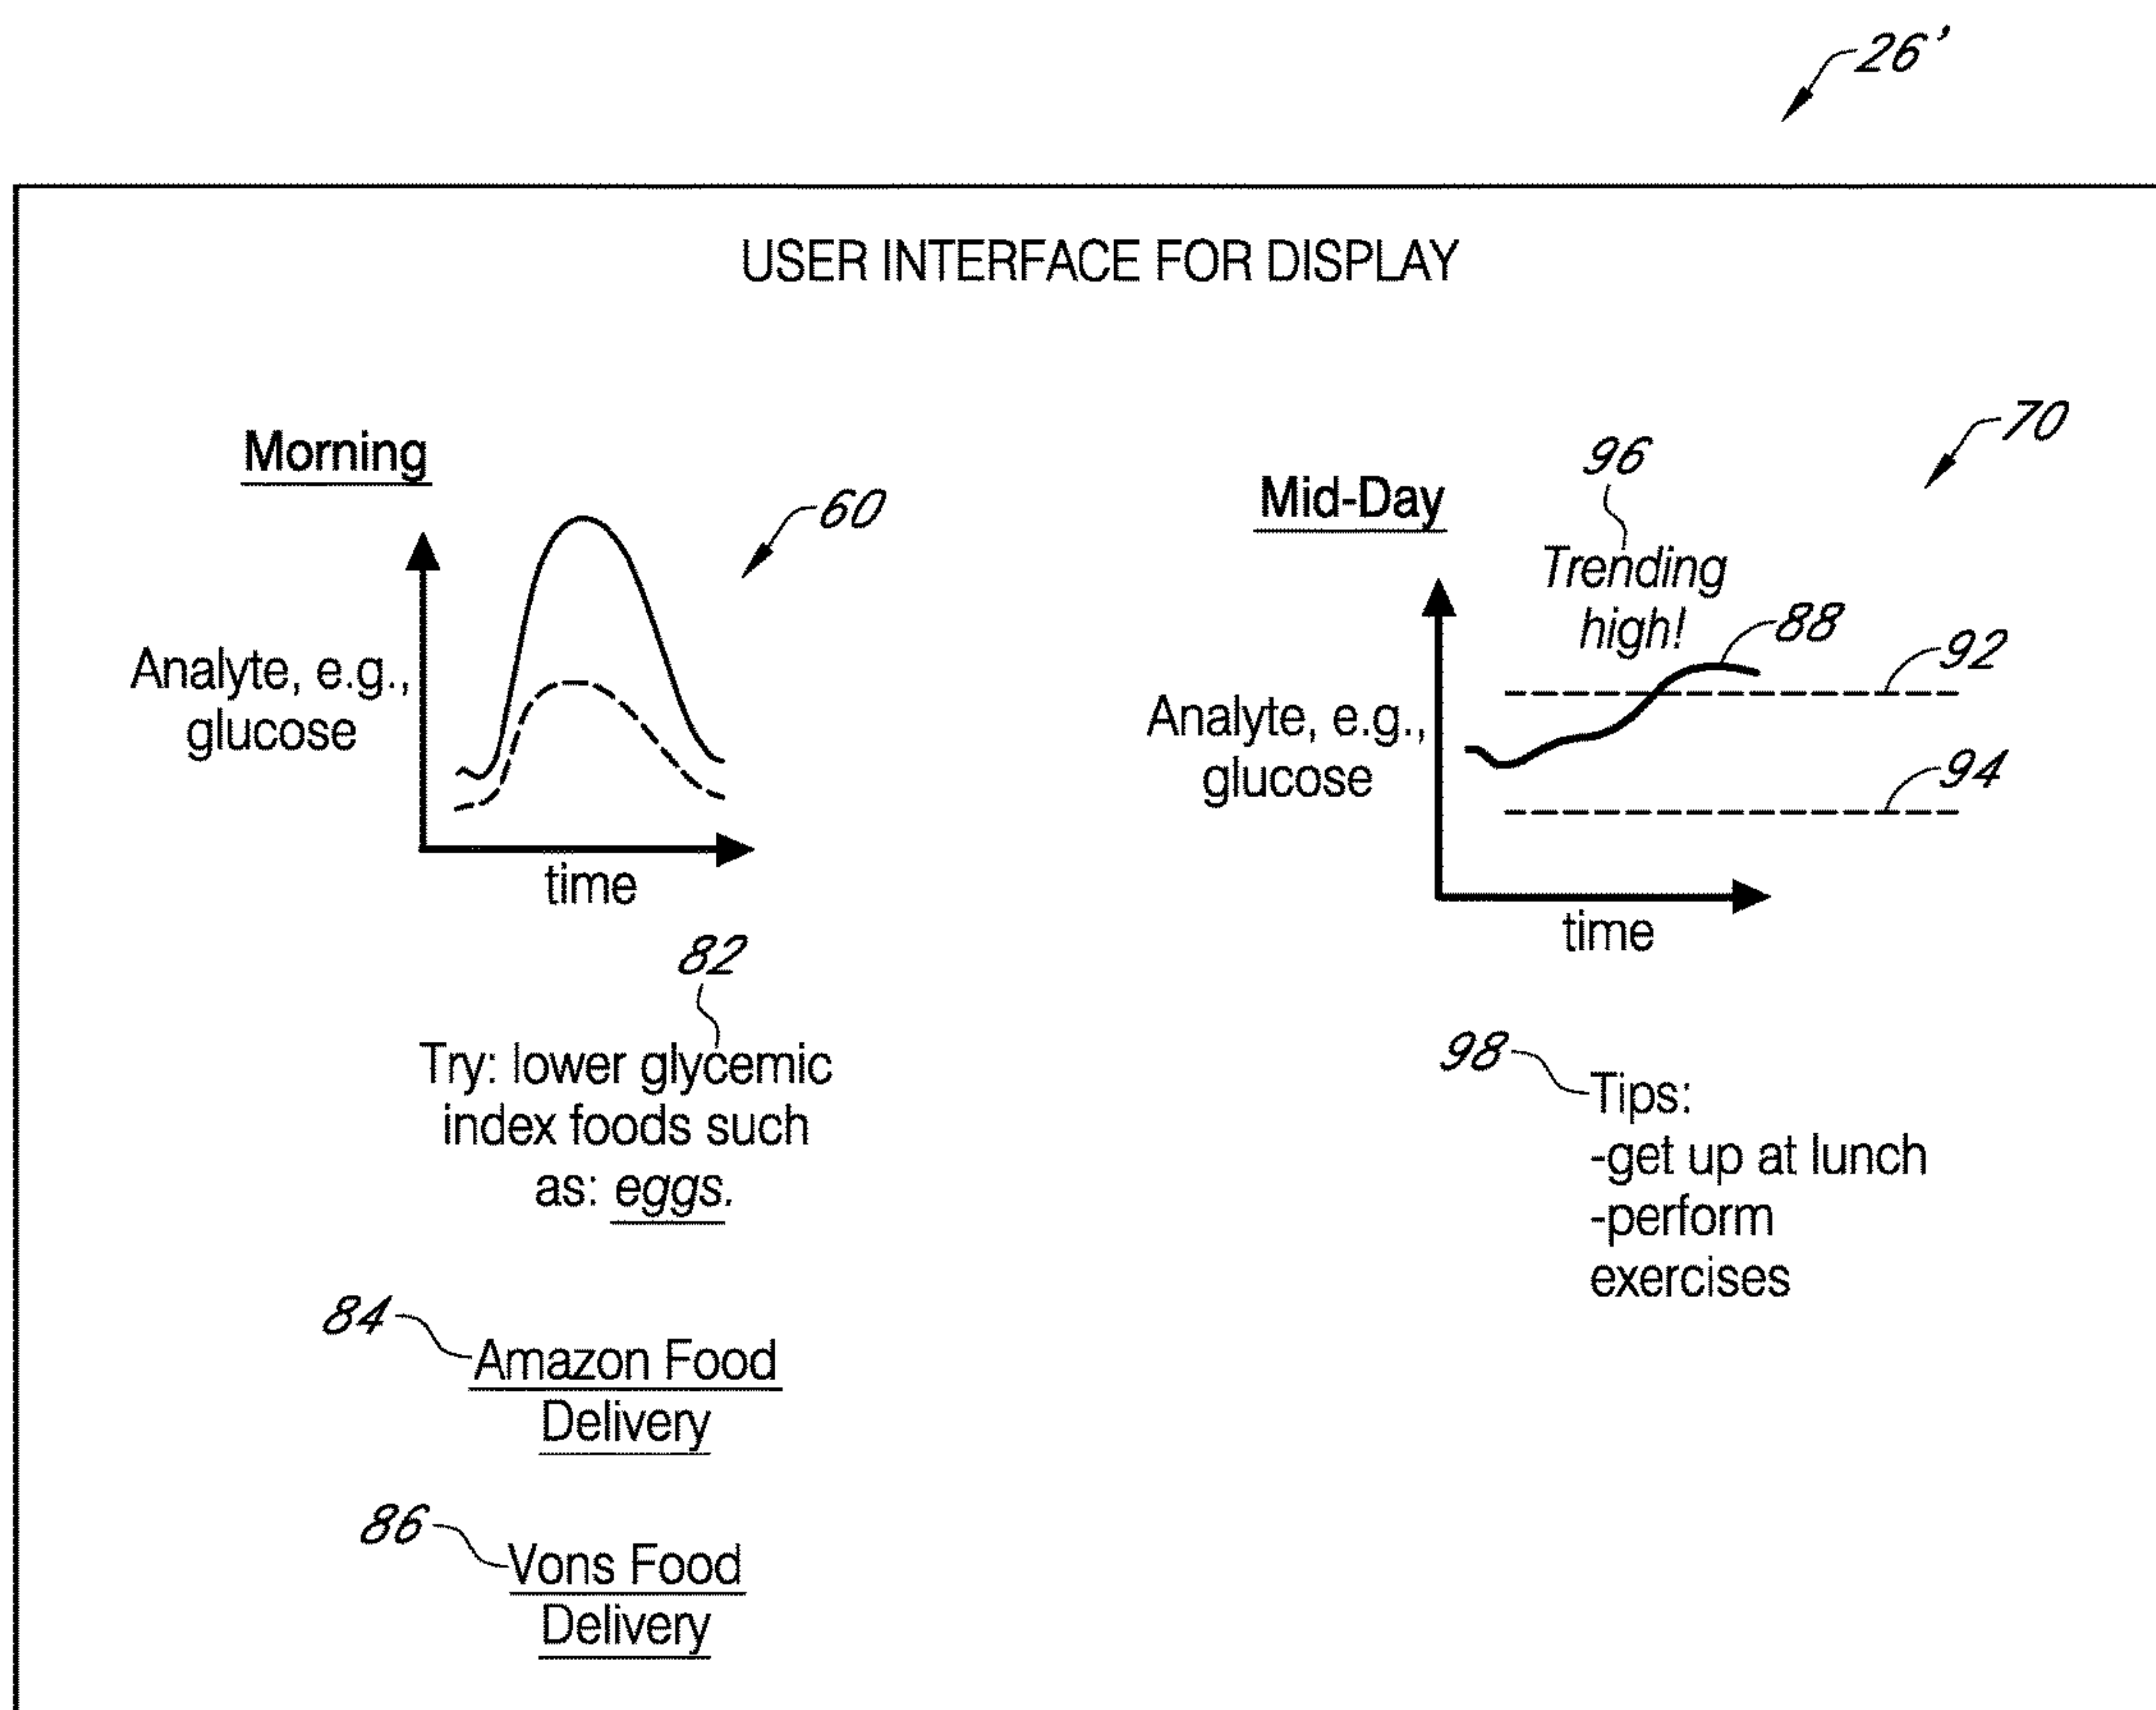 26'
USER INTERFACE FOR DISPLAY
Morning
60
Analyte, e.g.,
glucose
time
82
Try: lower glycemic
index foods such
as: eggs.
84
Amazon Food
Delivery
86
Vons Food
Delivery
70
Mid-Day
96
Trending
high!
88
92
Analyte, e.g.,
glucose
94
time
98
Tips:
-get up at lunch
-perform
exercises